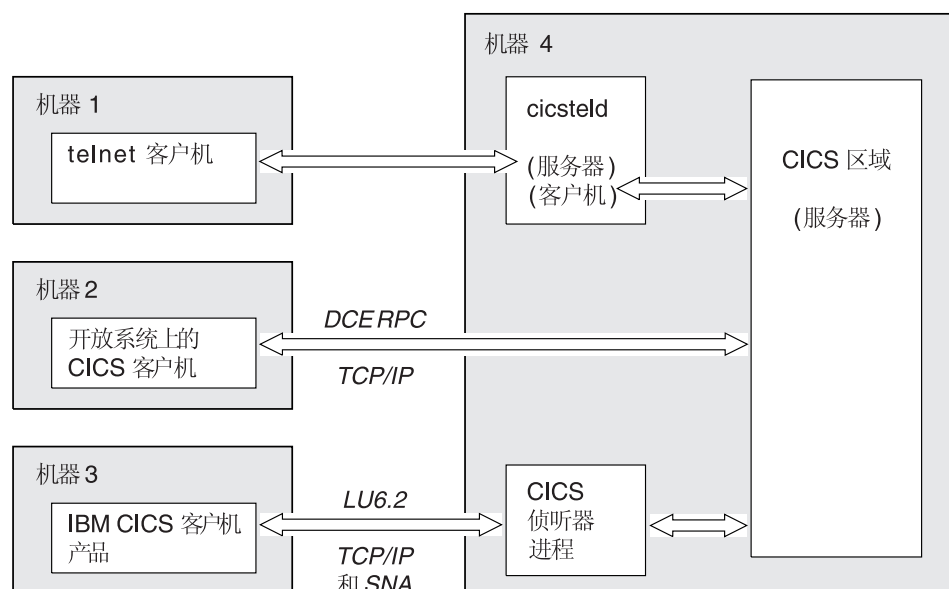 机器 4
机器 1
telnet 客户机
cicsteld
(服务器)
(客户机)
CICS 区域
(服务器)
机器 2
开放系统上的
CICS 客户机
DCE RPC
TCP/IP
机器 3
IBM CICS 客户机
产品
LU6.2
TCP/IP
和 SNA
CICS
侦听器
进程